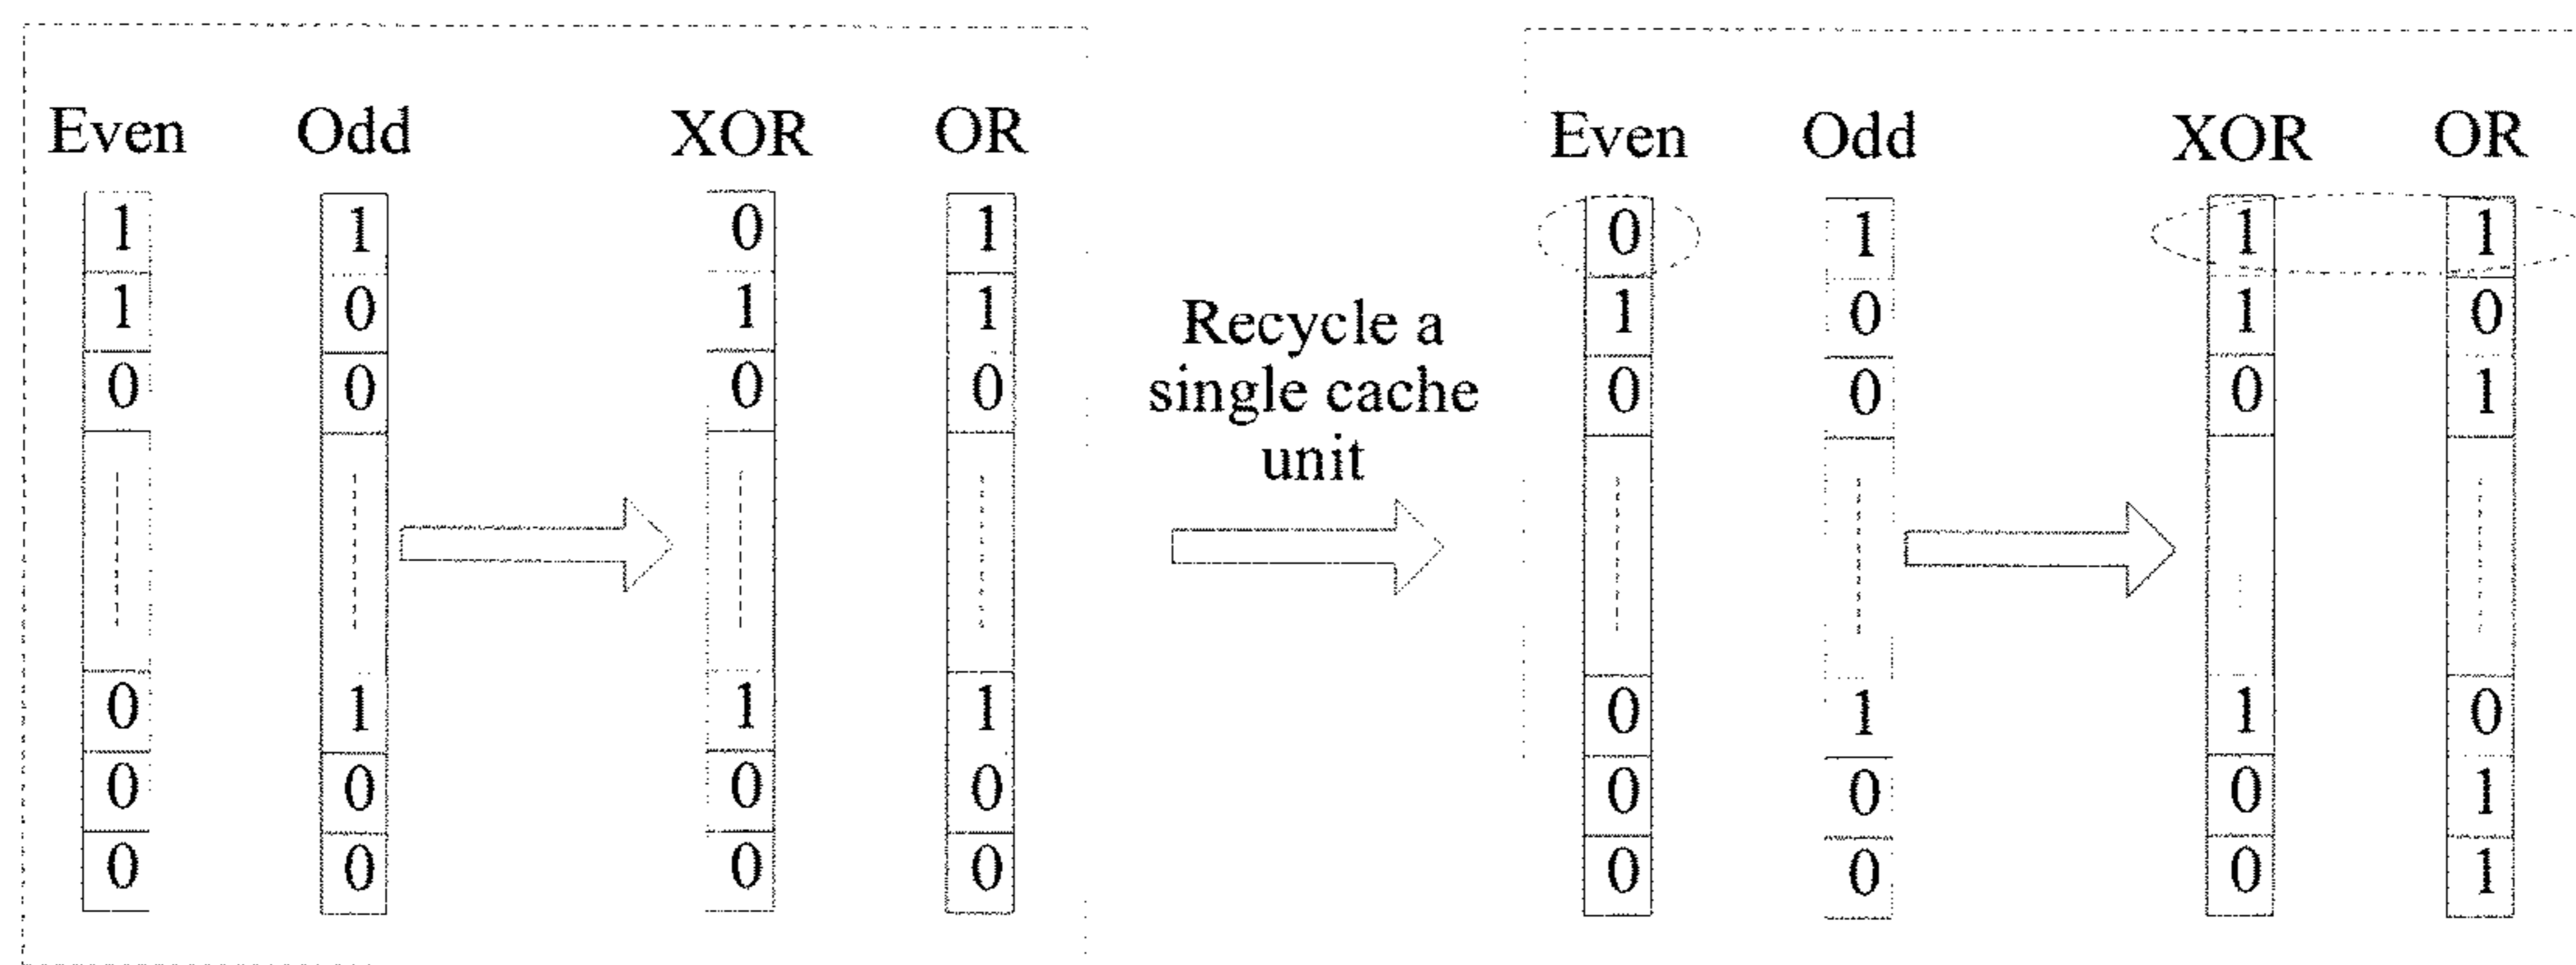 Even Odd XOR OR
1 1 0 1
1 0 1 1
0 0 0 0
0 1 1 1
0 0 0 0
0 0 0 0
Recycle a
single cache
unit
Even Odd XOR OR
0 1 1 1
1 0 1 0
0 0 0 1
0 1 1 0
0 0 0 1
0 0 0 1